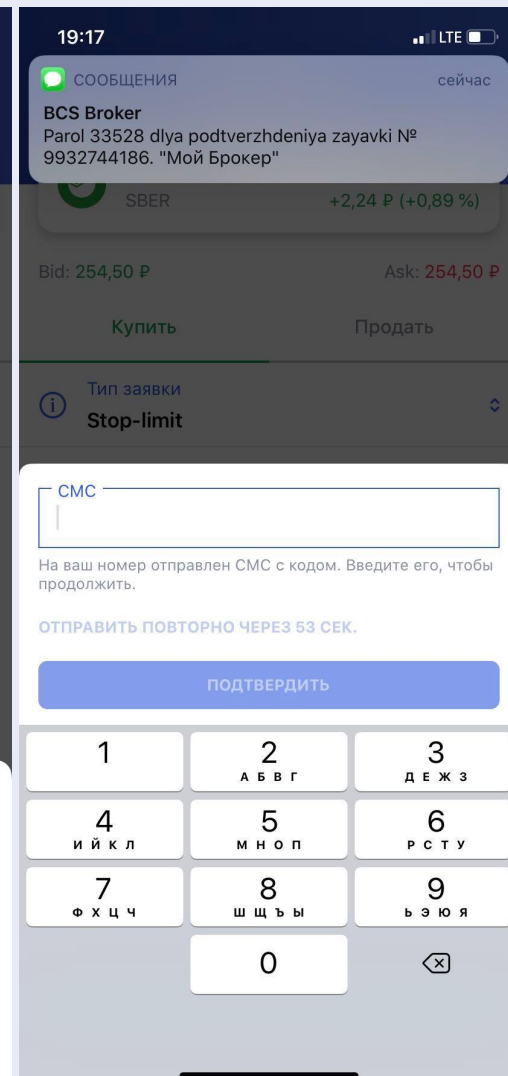 19:17
LTE
СООБЩЕНИЯ
сейчас
BCS Broker
Parol 33528 dlya podtverzhdeniya zayavki №
9932744186. "Мой Брокер"
SBER
+2,24 ₽ (+0,89 %)
Bid: 254,50 ₽
Ask: 254,50 ₽
Купить
Продать
Тип заявки
Stop-limit
СМС
На ваш номер отправлен СМС с кодом. Введите его, чтобы
продолжить.
ОТПРАВИТЬ ПОВТОРНО ЧЕРЕЗ 53 СЕК.
ПОДТВЕРДИТЬ
1
2
3
А Б В Г
Д Е Ж З
4
5
6
И Й К Л
М Н О П
Р С Т У
7
8
9
Ф Х Ц Ч
Ш Щ Ъ Ы
Ь Э Ю Я
0